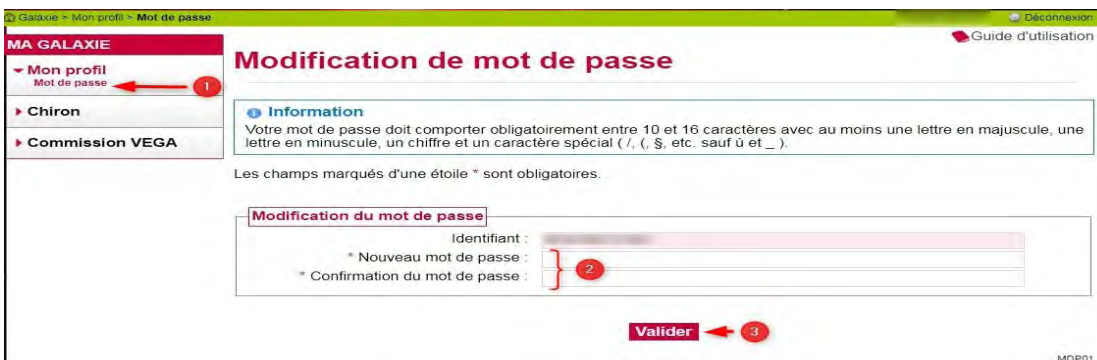 Galaxie > Mon profil > Mot de passe
Déconnexion
MA GALAXIE
Mon profil
Mot de passe
1
Chiron
Commission VEGA
Guide d'utilisation
Modification de mot de passe
Information
Votre mot de passe doit comporter obligatoirement entre 10 et 16 caractères avec au moins une lettre en majuscule, une
lettre en minuscule, un chiffre et un caractère spécial ( /, (, §, etc. sauf û et _ ).
Les champs marqués d'une étoile * sont obligatoires.
Modification du mot de passe
Identifiant :
* Nouveau mot de passe :
* Confirmation du mot de passe :
2
Valider
3
MDP01